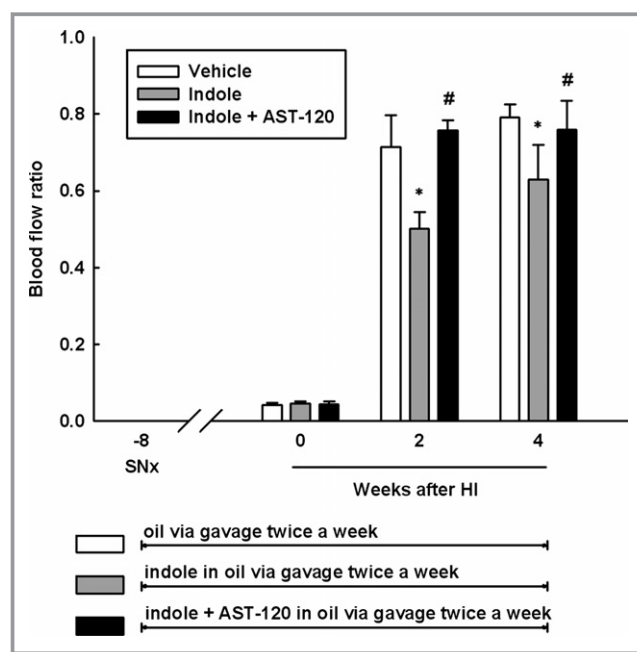 1.0
0.8
0.6
0.4
0.2
0.0
Blood flow ratio
Vehicle
Indole
Indole + AST-120
* # * #
-8 0 2 4
SNx
Weeks after HI
oil via gavage twice a week
indole in oil via gavage twice a week
indole + AST-120 in oil via gavage twice a week